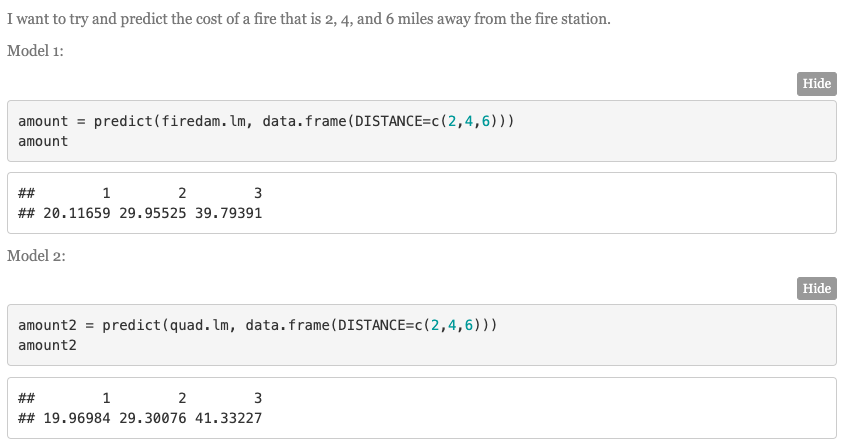 I want to try and predict the cost of a fire that is 2, 4, and 6 miles away from the fire station.
Model 1:
Hide
amount = predict(firedam.lm, data.frame(DISTANCE=c(2,4,6)))
amount
##        1        2        3
## 20.11659 29.95525 39.79391
Model 2:
Hide
amount2 = predict(quad.lm, data.frame(DISTANCE=c(2,4,6)))
amount2
##        1        2        3
## 19.96984 29.30076 41.33227